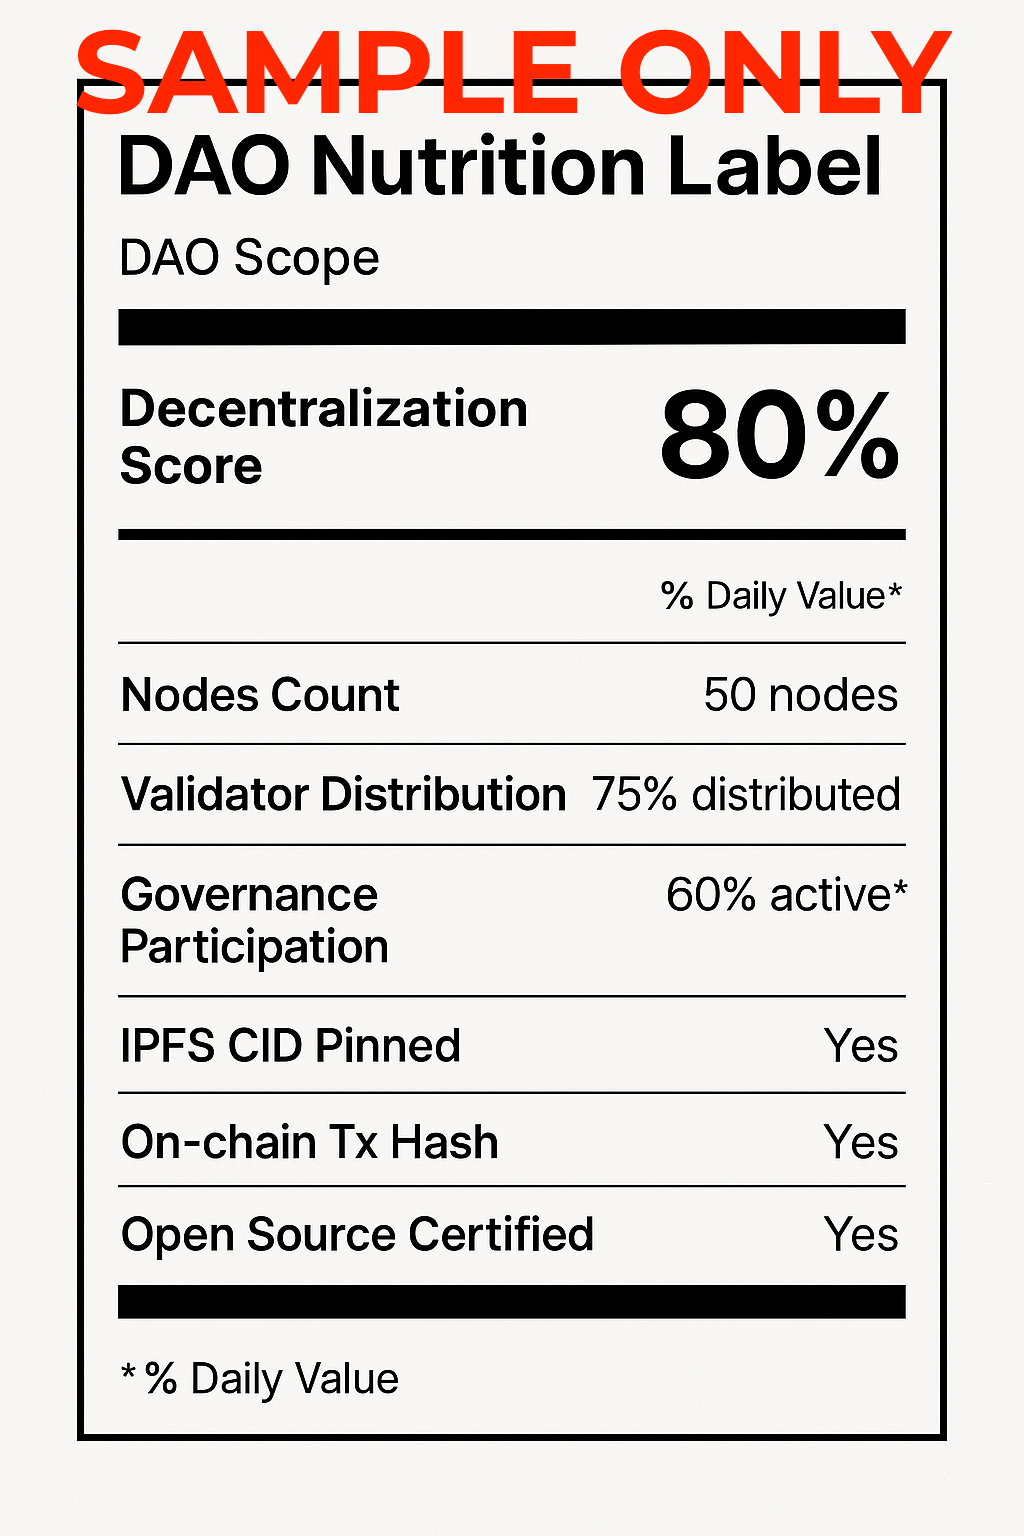 SAMPLE ONLY
DAO Nutrition Label
DAO Scope
Decentralization
Score
80%
% Daily Value*
Nodes Count 50 nodes
Validator Distribution 75% distributed
Governance 60% active*
Participation
IPFS CID Pinned Yes
On-chain Tx Hash Yes
Open Source Certified Yes
* % Daily Value